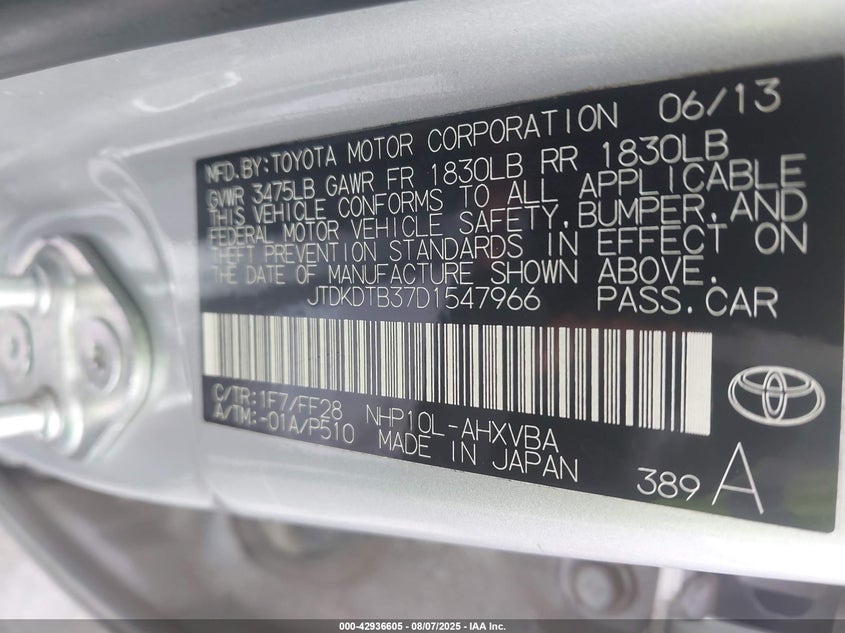 MFD.BY:TOYOTA MOTOR CORPORATION 06/13
GVWR 3475LB GAWR FR 1830LB RR 1830LB
THIS VEHICLE CONFORMS TO ALL APPLICABLE
FEDERAL MOTOR VEHICLE SAFETY,BUMPER,AND
THEFT PREVENTION STANDARDS IN EFFECT ON
THE DATE OF MANUFACTURE SHOWN ABOVE.
JTDKDTB37D1547966 PASS.CAR
C/TR:1F7/FF28 NHP10L-AHXVBA
A/TM:-01A/P510 MADE IN JAPAN
389 A
000-42936605 - 08/07/2025 - IAA Inc.